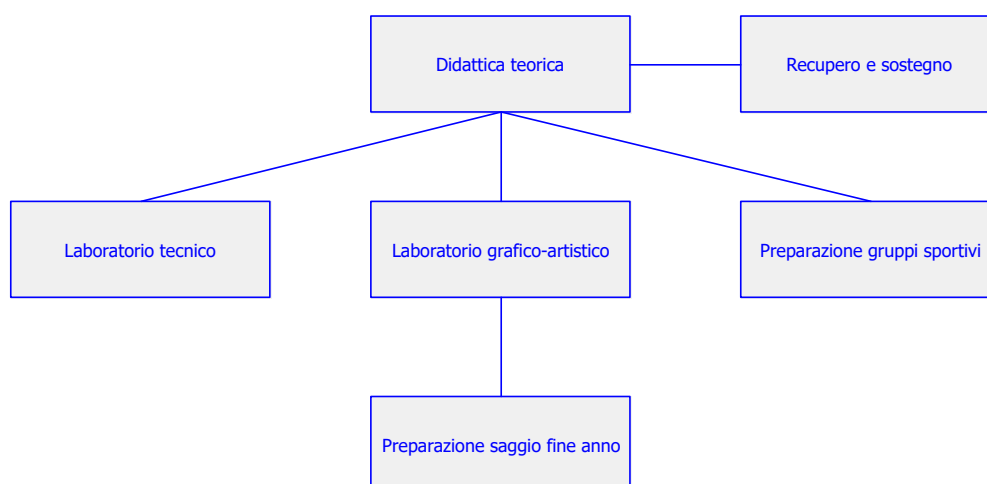 Didattica teorica
Recupero e sostegno
Laboratorio tecnico
Laboratorio grafico-artistico
Preparazione gruppi sportivi
Preparazione saggio fine anno